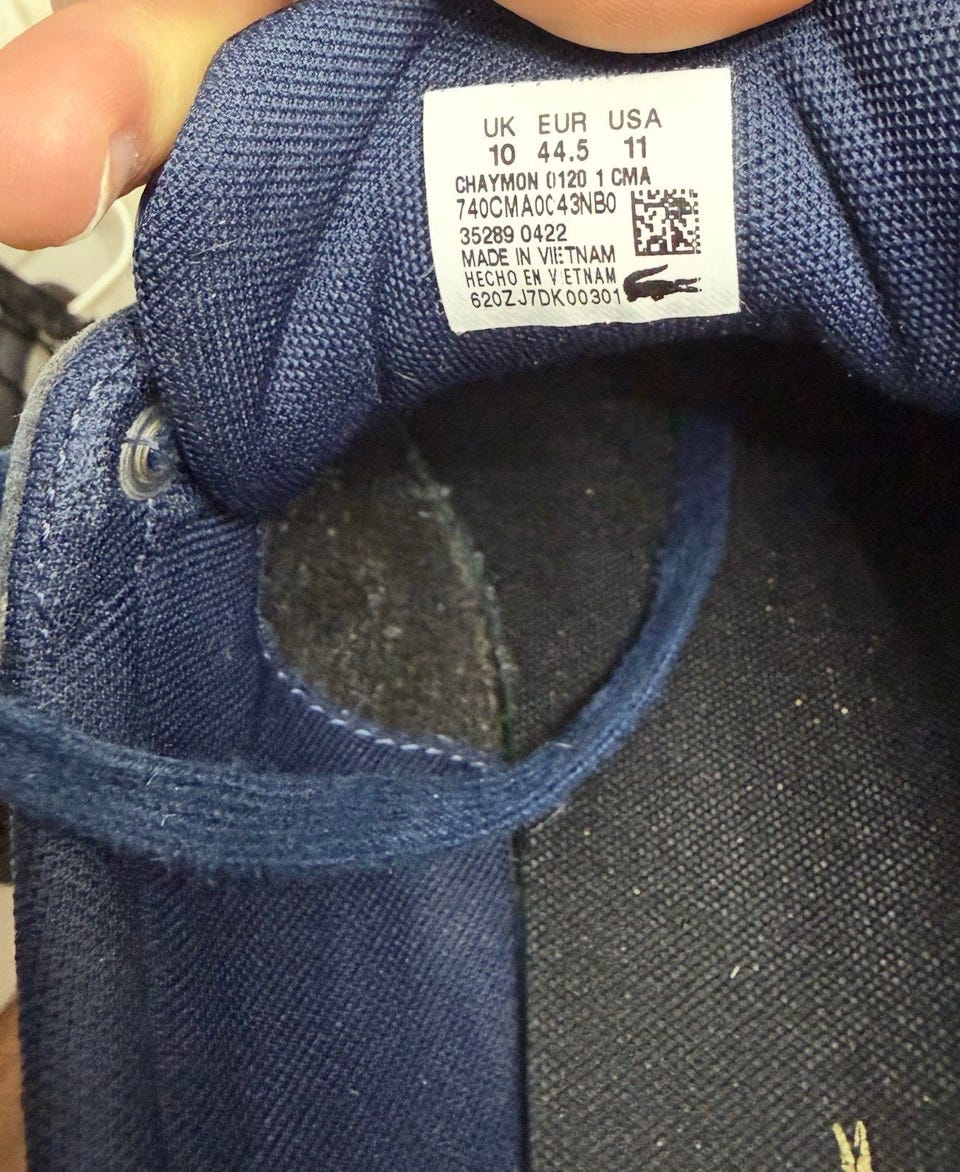 UK EUR USA
10 44.5 11
CHAYMON 0120 1 CMA
740CMA0043NB0
35289 0422
MADE IN VIETNAM
HECHO EN VIETNAM
620ZJ7DK00301